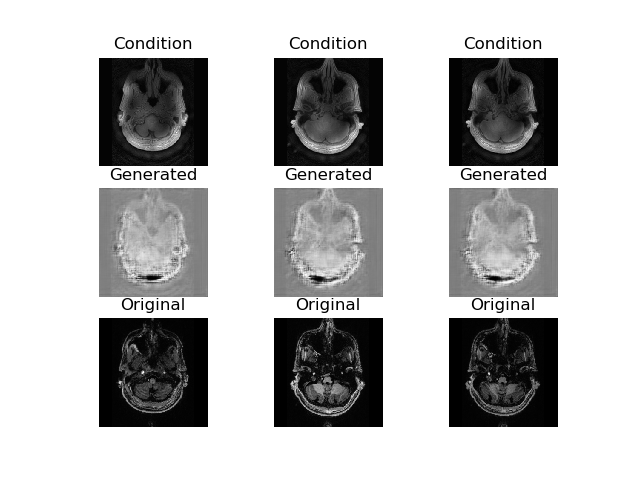 Condition Condition Condition
Generated Generated Generated
Original Original Original